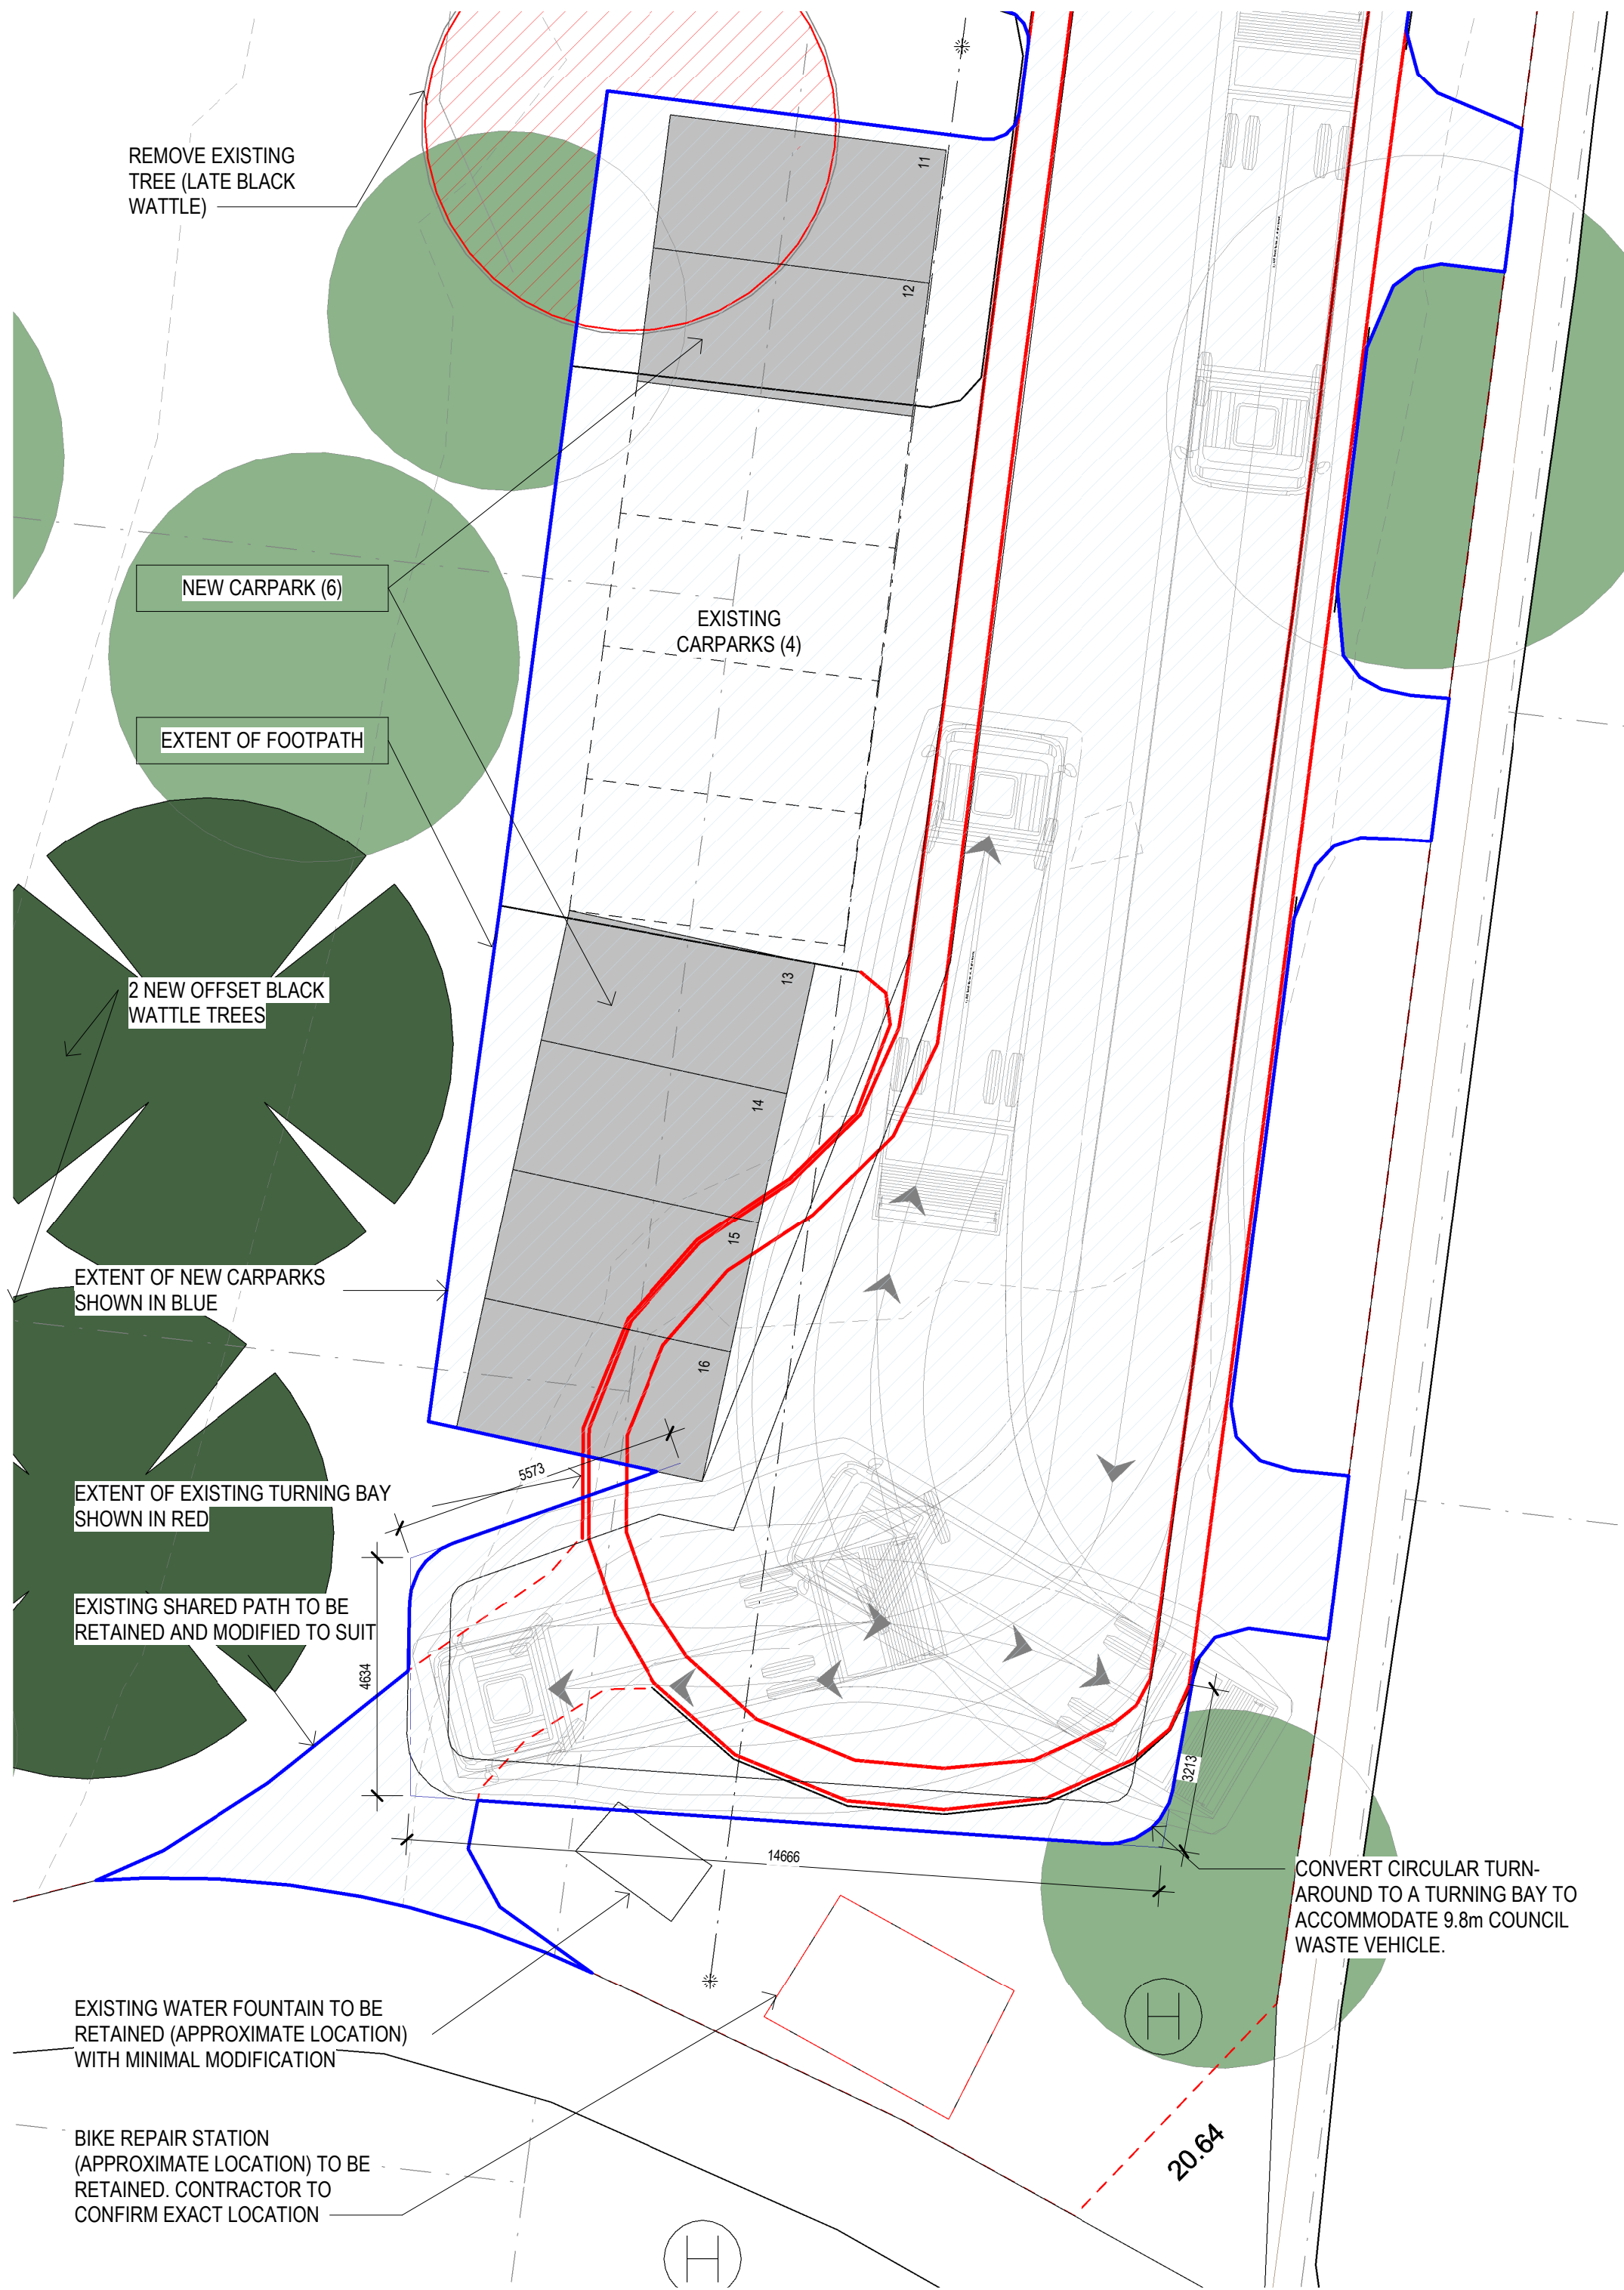 REMOVE EXISTING
TREE (LATE BLACK
WATTLE)
11
12
NEW CARPARK (6)
EXISTING
CARPARKS (4)
EXTENT OF FOOTPATH
13
2 NEW OFFSET BLACK
WATTLE TREES
14
15
EXTENT OF NEW CARPARKS
SHOWN IN BLUE
16
5573
EXTENT OF EXISTING TURNING BAY
SHOWN IN RED
EXISTING SHARED PATH TO BE
RETAINED AND MODIFIED TO SUIT
4634
3213
14666
CONVERT CIRCULAR TURN-
AROUND TO A TURNING BAY TO
ACCOMMODATE 9.8m COUNCIL
WASTE VEHICLE.
H
EXISTING WATER FOUNTAIN TO BE
RETAINED (APPROXIMATE LOCATION)
WITH MINIMAL MODIFICATION
20.64
BIKE REPAIR STATION
(APPROXIMATE LOCATION) TO BE
RETAINED. CONTRACTOR TO
CONFIRM EXACT LOCATION
H